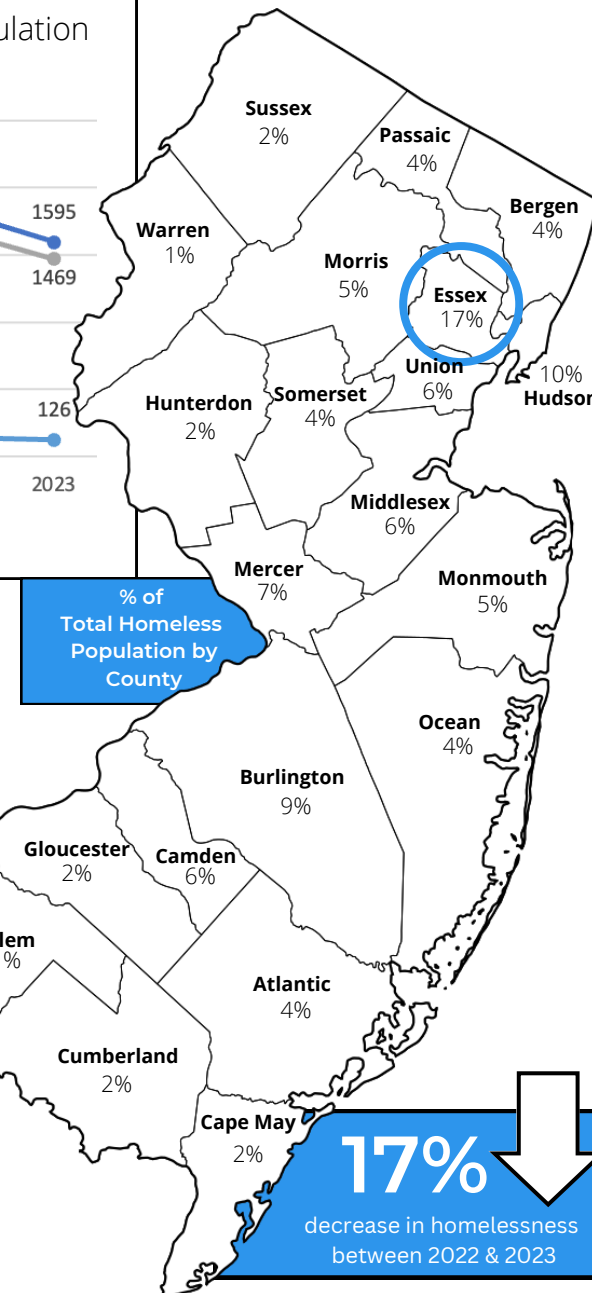 ulation
1595
1469
126
2023
Sussex
2%
Passaic
4%
Bergen
4%
Warren
1%
Morris
5%
Essex
17%
Union
6%
10%
Hudson
Hunterdon
2%
Somerset
4%
Middlesex
6%
Mercer
7%
Monmouth
5%
% of
Total Homeless
Population by
County
Ocean
4%
Burlington
9%
Gloucester
2%
Camden
6%
lem
%
Atlantic
4%
Cumberland
2%
Cape May
2%
17%
decrease in homelessness
between 2022 & 2023